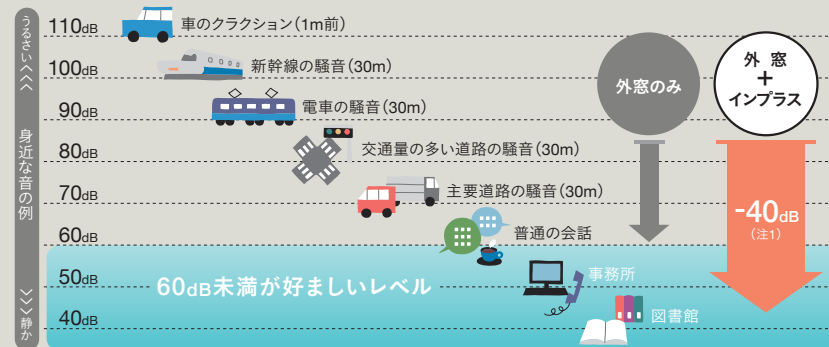 うるさい＜＜＜
身近な音の例
＞＞＞静か
110dB
車のクラクション（1m前）
100dB
新幹線の騒音（30m）
90dB
電車の騒音（30m）
80dB
交通量の多い道路の騒音（30m）
70dB
主要道路の騒音（30m）
60dB
普通の会話
50dB
60dB未満が好ましいレベル
事務所
40dB
図書館
外窓のみ
外窓
＋
インプラス
-40dB
（注1）